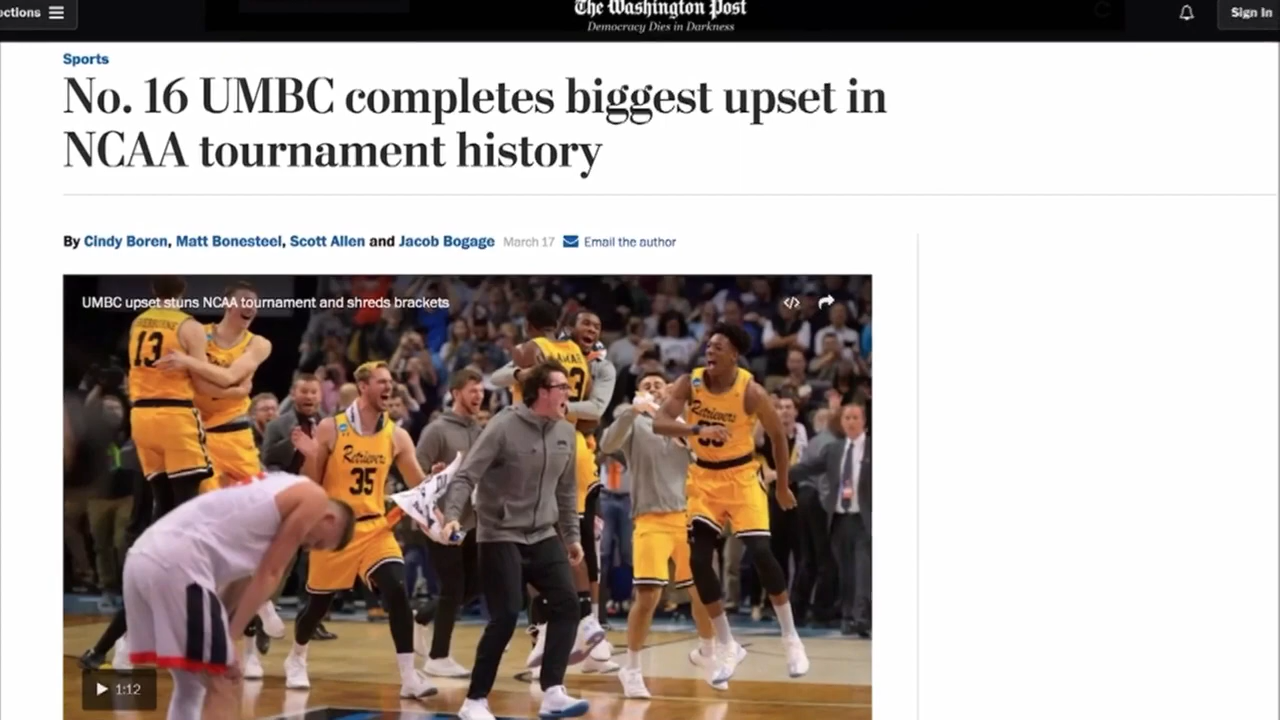 ections
The Washington Post
Democracy Dies in Darkness
Sign In
Sports
No. 16 UMBC completes biggest upset in
NCAA tournament history
By Cindy Boren, Matt Bonesteel, Scott Allen and Jacob Bogage March 17 Email the author
UMBC upset stuns NCAA tournament and shreds brackets
13
Retrievers
35
Retrievers
1:12